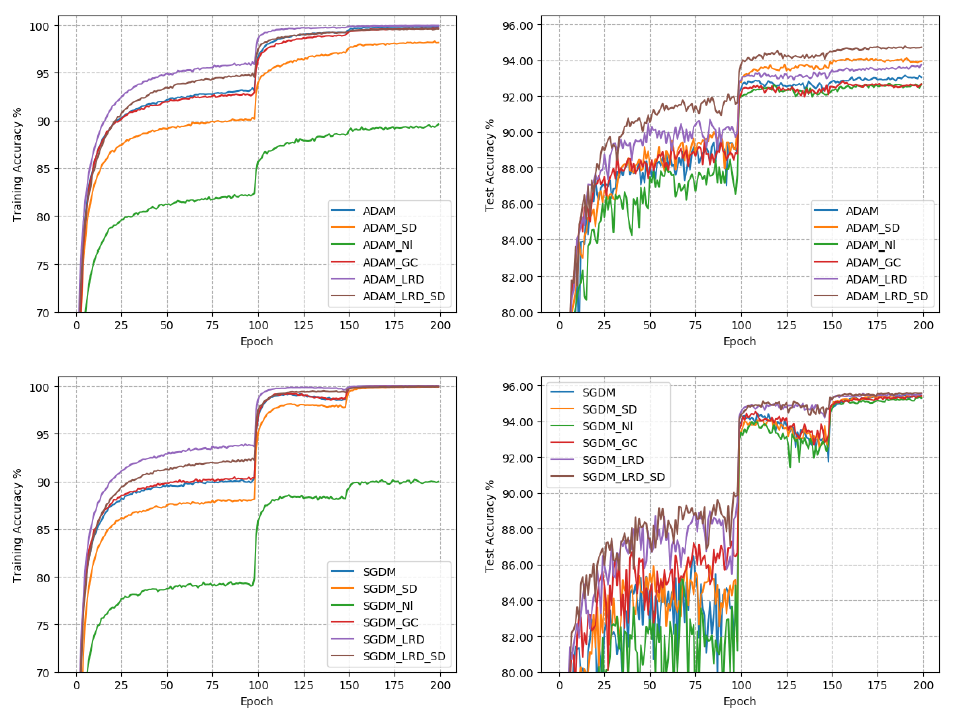 Training Accuracy %
100
95
90
85
80
75
70
0 25 50 75 100 125 150 175 200
Epoch
ADAM
ADAM_SD
ADAM_Nl
ADAM_GC
ADAM_LRD
ADAM_LRD_SD
Test Accuracy %
96.00
94.00
92.00
90.00
88.00
86.00
84.00
82.00
80.00
0 25 50 75 100 125 150 175 200
Epoch
ADAM
ADAM_SD
ADAM_Nl
ADAM_GC
ADAM_LRD
ADAM_LRD_SD
Training Accuracy %
100
95
90
85
80
75
70
0 25 50 75 100 125 150 175 200
Epoch
SGDM
SGDM_SD
SGDM_Nl
SGDM_GC
SGDM_LRD
SGDM_LRD_SD
Test Accuracy %
96.00
94.00
92.00
90.00
88.00
86.00
84.00
82.00
80.00
0 25 50 75 100 125 150 175 200
Epoch
SGDM
SGDM_SD
SGDM_Nl
SGDM_GC
SGDM_LRD
SGDM_LRD_SD